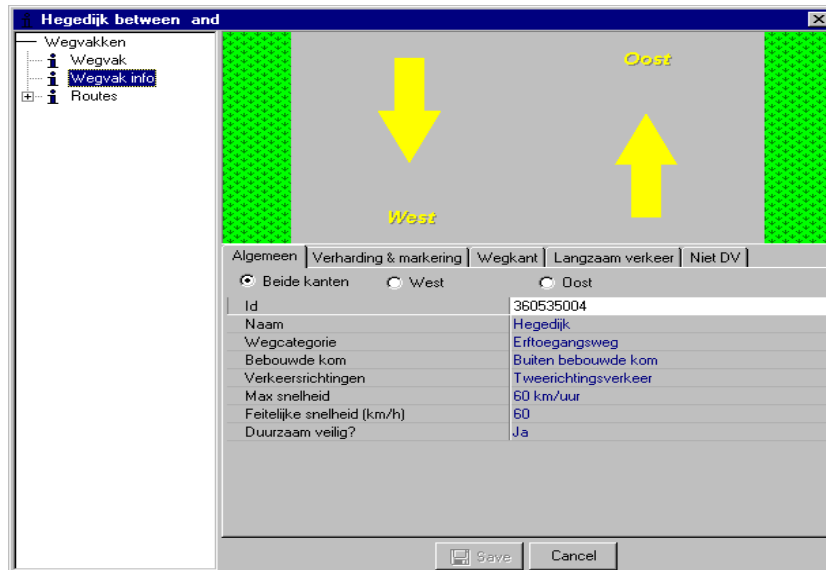 Hegedijk between  and
Wegvakken
Wegvak
Wegvak info
Routes
Oost
West
Algemeen Verharding & markering Wegkant Langzaam verkeer Niet DV
Beide kanten West Oost
Id 360535004
Naam Hegedijk
Wegcategorie Erftoegangsweg
Bebouwde kom Buiten bebouwde kom
Verkeersrichtingen Tweerichtingsverkeer
Max snelheid 60 km/uur
Feitelijke snelheid (km/h) 60
Duurzaam veilig? Ja
Save Cancel